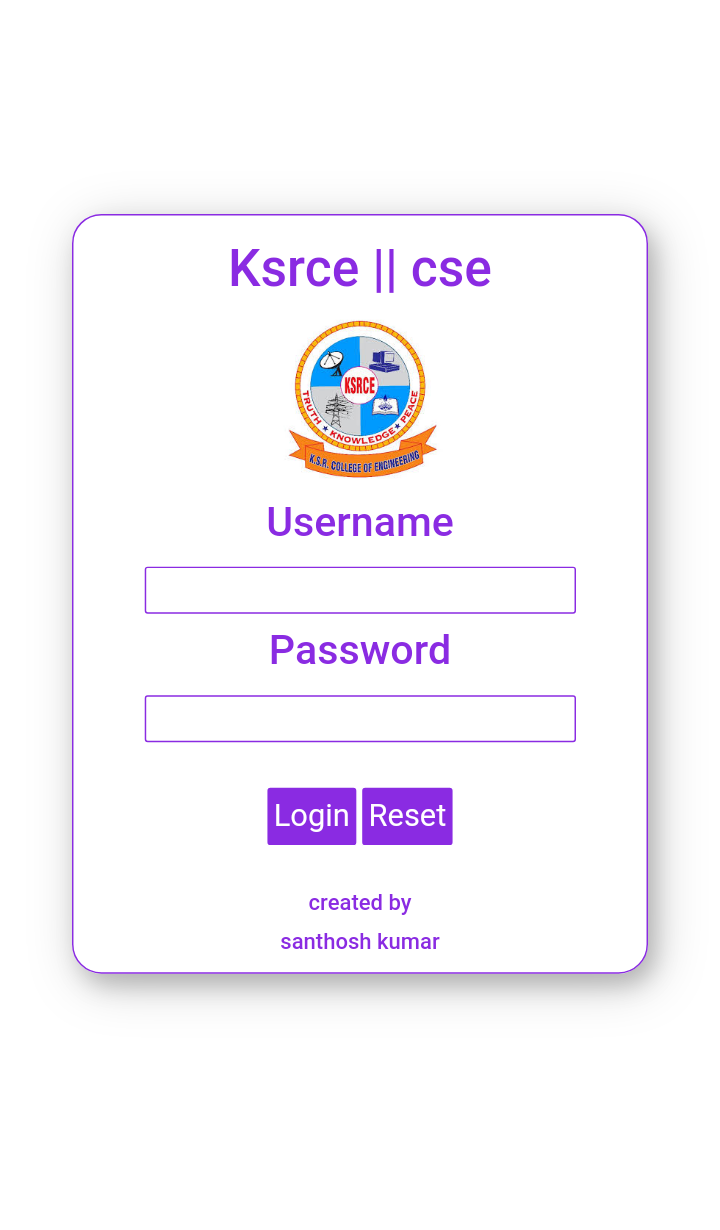 Ksrce || cse
KSRCE
TRUTH ★ KNOWLEDGE ★ PEACE
K.S.R. COLLEGE OF ENGINEERING
Username
Password
Login Reset
created by
santhosh kumar